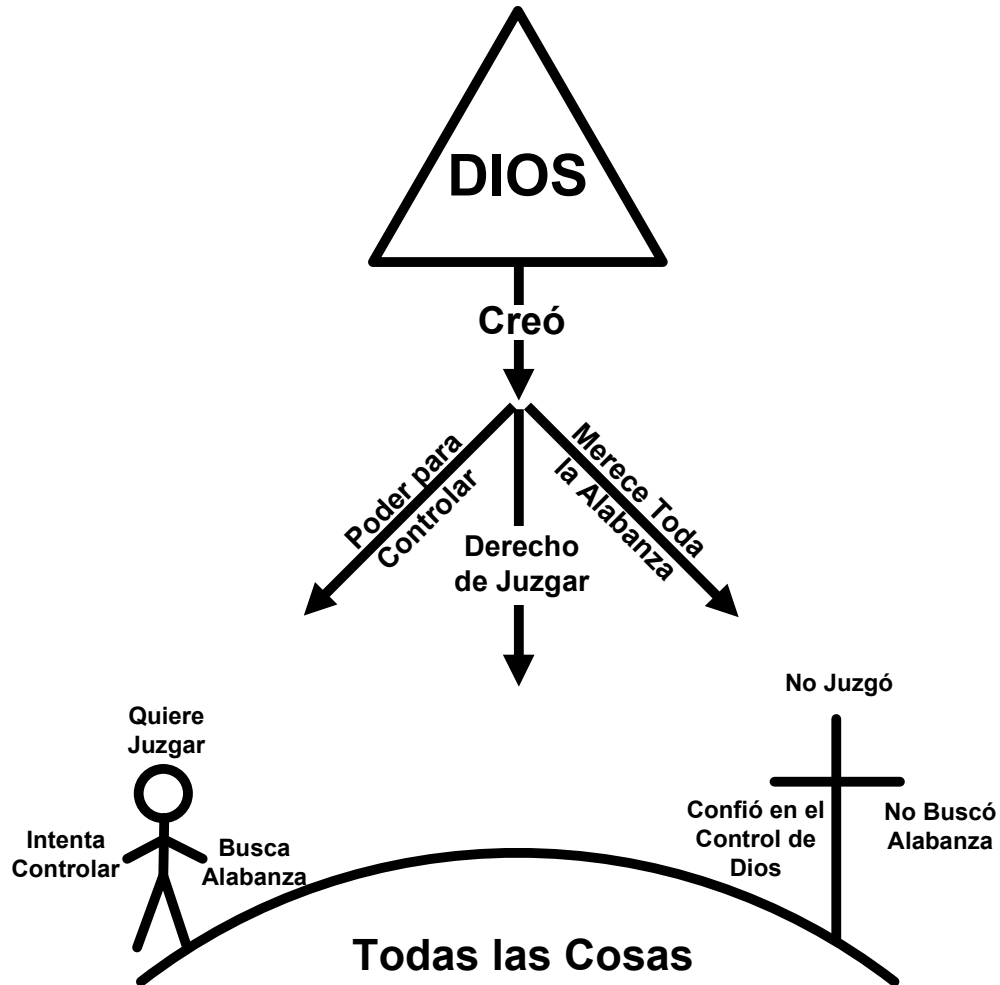 DIOS
Creó
Poder para
Controlar
Derecho
de Juzgar
Merece Toda
la Alabanza
Quiere
Juzgar
Intenta
Controlar
Busca
Alabanza
No Juzgó
Confió en el
Control de
Dios
No Buscó
Alabanza
Todas las Cosas